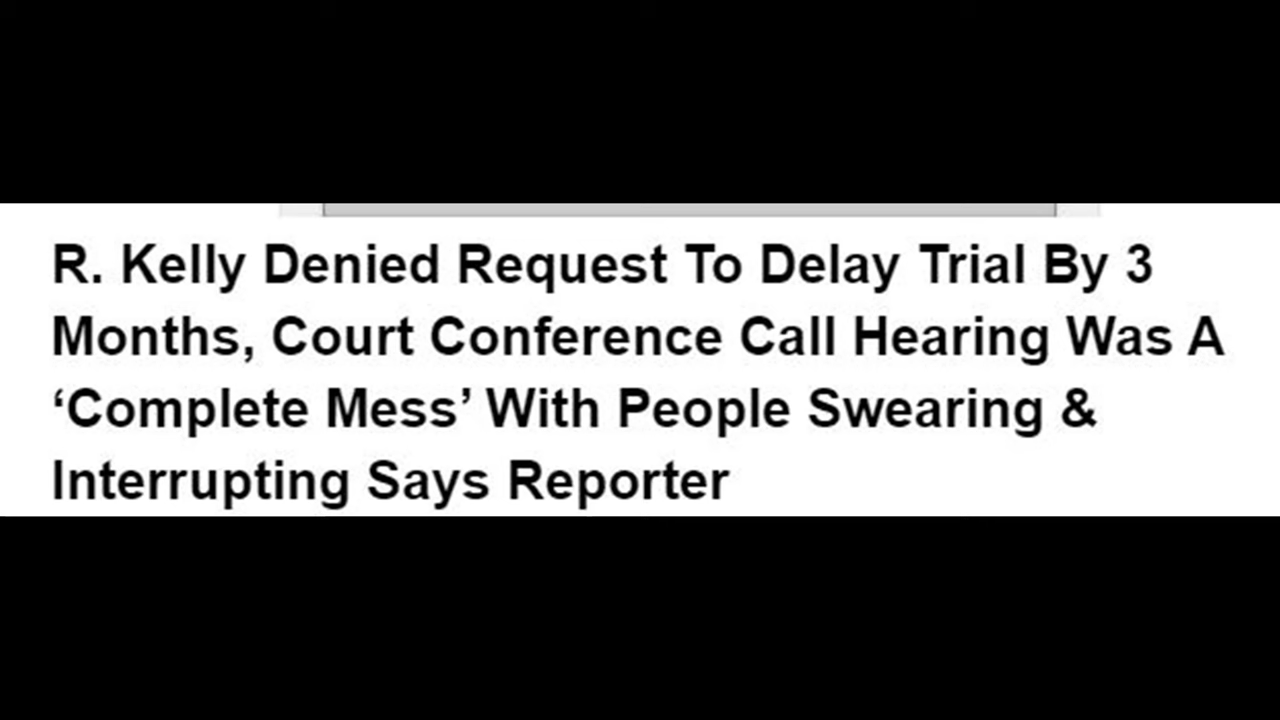 R. Kelly Denied Request To Delay Trial By 3
Months, Court Conference Call Hearing Was A
‘Complete Mess’ With People Swearing &
Interrupting Says Reporter